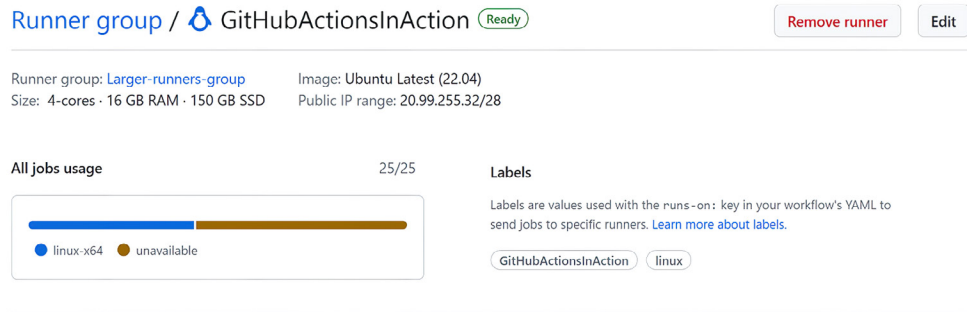 Runner group / GitHubActionsInAction Ready
Remove runner
Edit
Runner group: Larger-runners-group
Image: Ubuntu Latest (22.04)
Size: 4-cores · 16 GB RAM · 150 GB SSD
Public IP range: 20.99.255.32/28
All jobs usage
25/25
linux-x64
unavailable
Labels
Labels are values used with the runs-on: key in your workflow's YAML to
send jobs to specific runners. Learn more about labels.
GitHubActionsInAction
linux